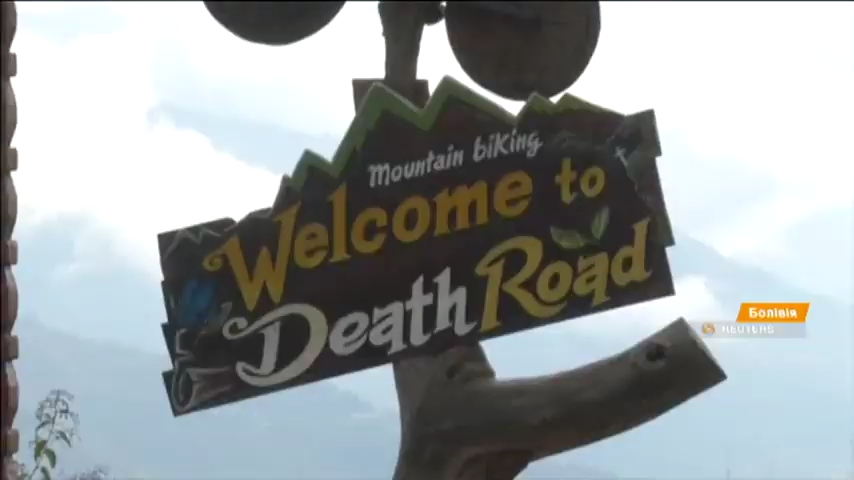 Mountain biking
Welcome to
Death Road
Болівія
REUTERS